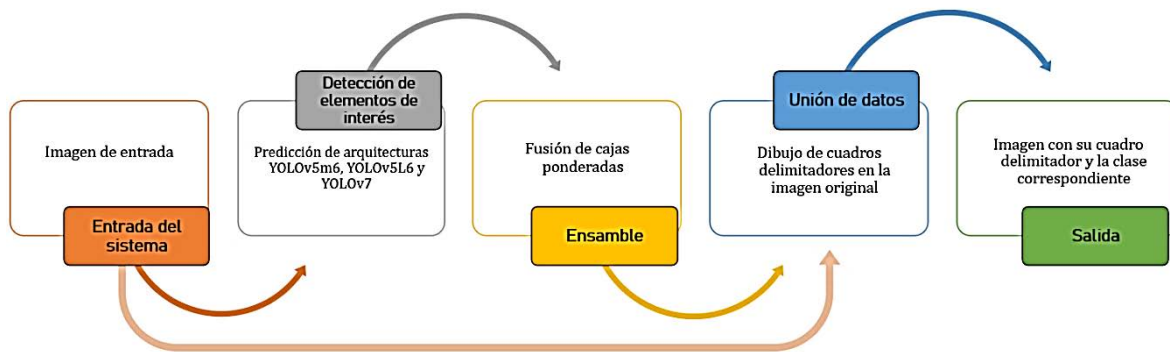 Imagen de entrada
Entrada del
sistema
Detección de
elementos de
interés
Predicción de arquitecturas
YOLOv5m6, YOLOv5L6 y
YOLOv7
Fusión de cajas
ponderadas
Ensamble
Unión de datos
Dibujo de cuadros
delimitadores en la
imagen original
Imagen con su cuadro
delimitador y la clase
correspondiente
Salida